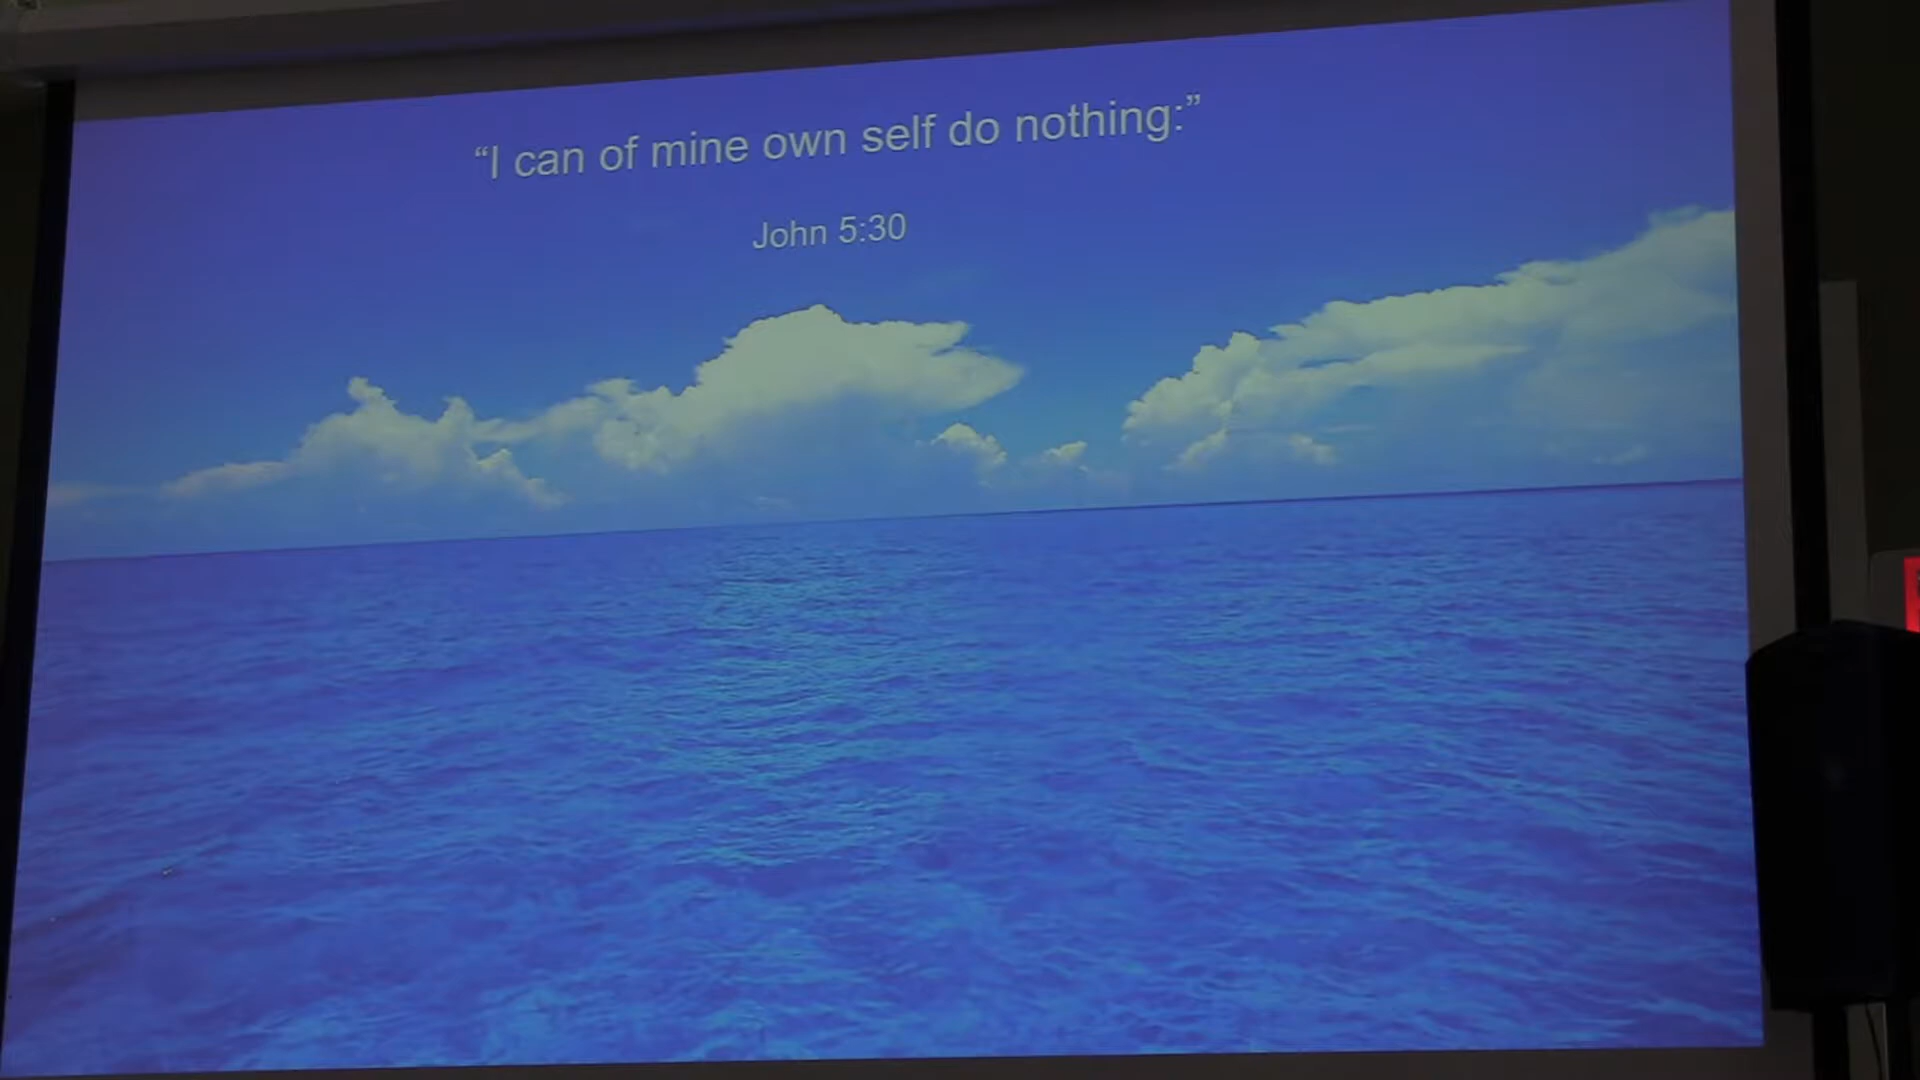 “I can of mine own self do nothing:”
John 5:30